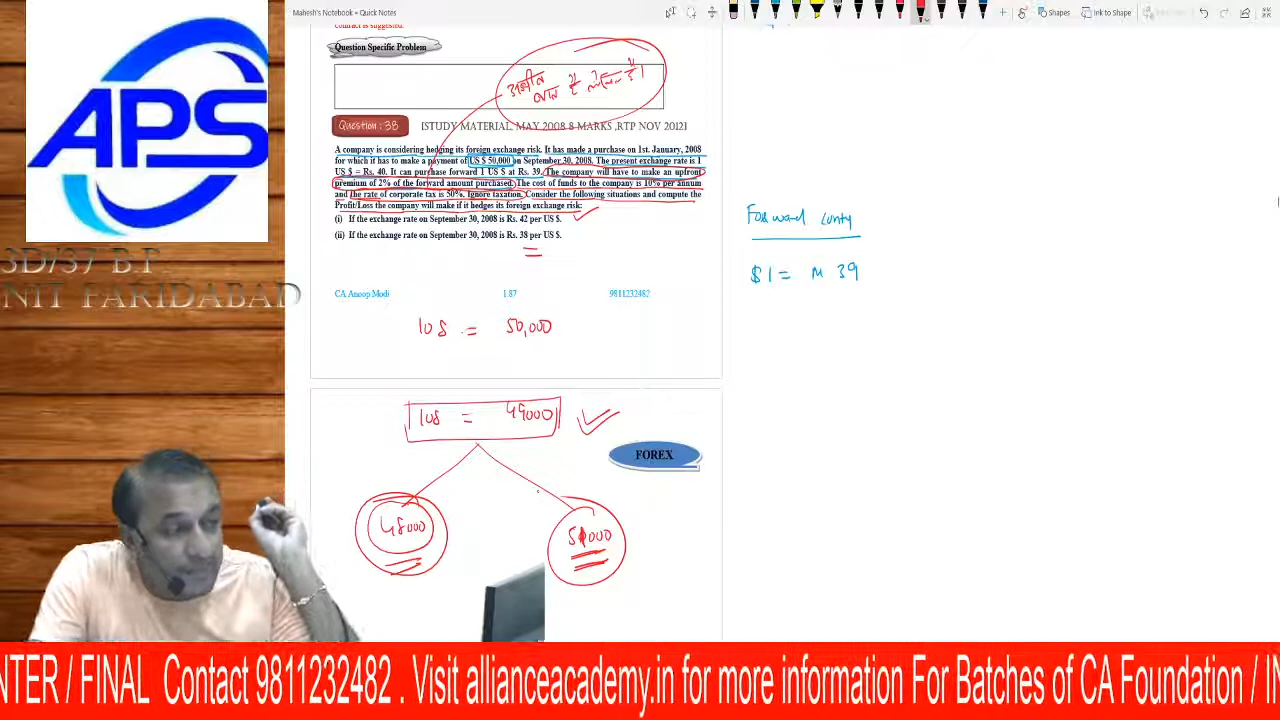 Mahesh's Notebook » Quick Notes
Shapes
Ink to Shape
contract is suggested.
Question Specific Problem
Question : 38 [STUDY MATERIAL, MAY 2008 8 MARKS ,RTP NOV 2012]
A company is considering hedging its foreign exchange risk. It has made a purchase on 1st. January, 2008
for which it has to make a payment of US $ 50,000 on September 30, 2008. The present exchange rate is 1
US $ = Rs. 40. It can purchase forward 1 US $ at Rs. 39. The company will have to make an upfront
premium of 2% of the forward amount purchased. The cost of funds to the company is 10% per annum
and the rate of corporate tax is 50%. Ignore taxation. Consider the following situations and compute the
Profit/Loss the company will make if it hedges its foreign exchange risk:
(i) If the exchange rate on September 30, 2008 is Rs. 42 per US $.
(ii) If the exchange rate on September 30, 2008 is Rs. 38 per US $.
CA Anoop Modi 1.87 9811232482
= 50,000
= 49000
FOREX
48000
51000
Forward
$ 1 = 39
APS
3D/37 B.P.
NIT FARIDABAD
NTER / FINAL Contact 9811232482 . Visit allianceacademy.in for more information For Batches of CA Foundation / IN